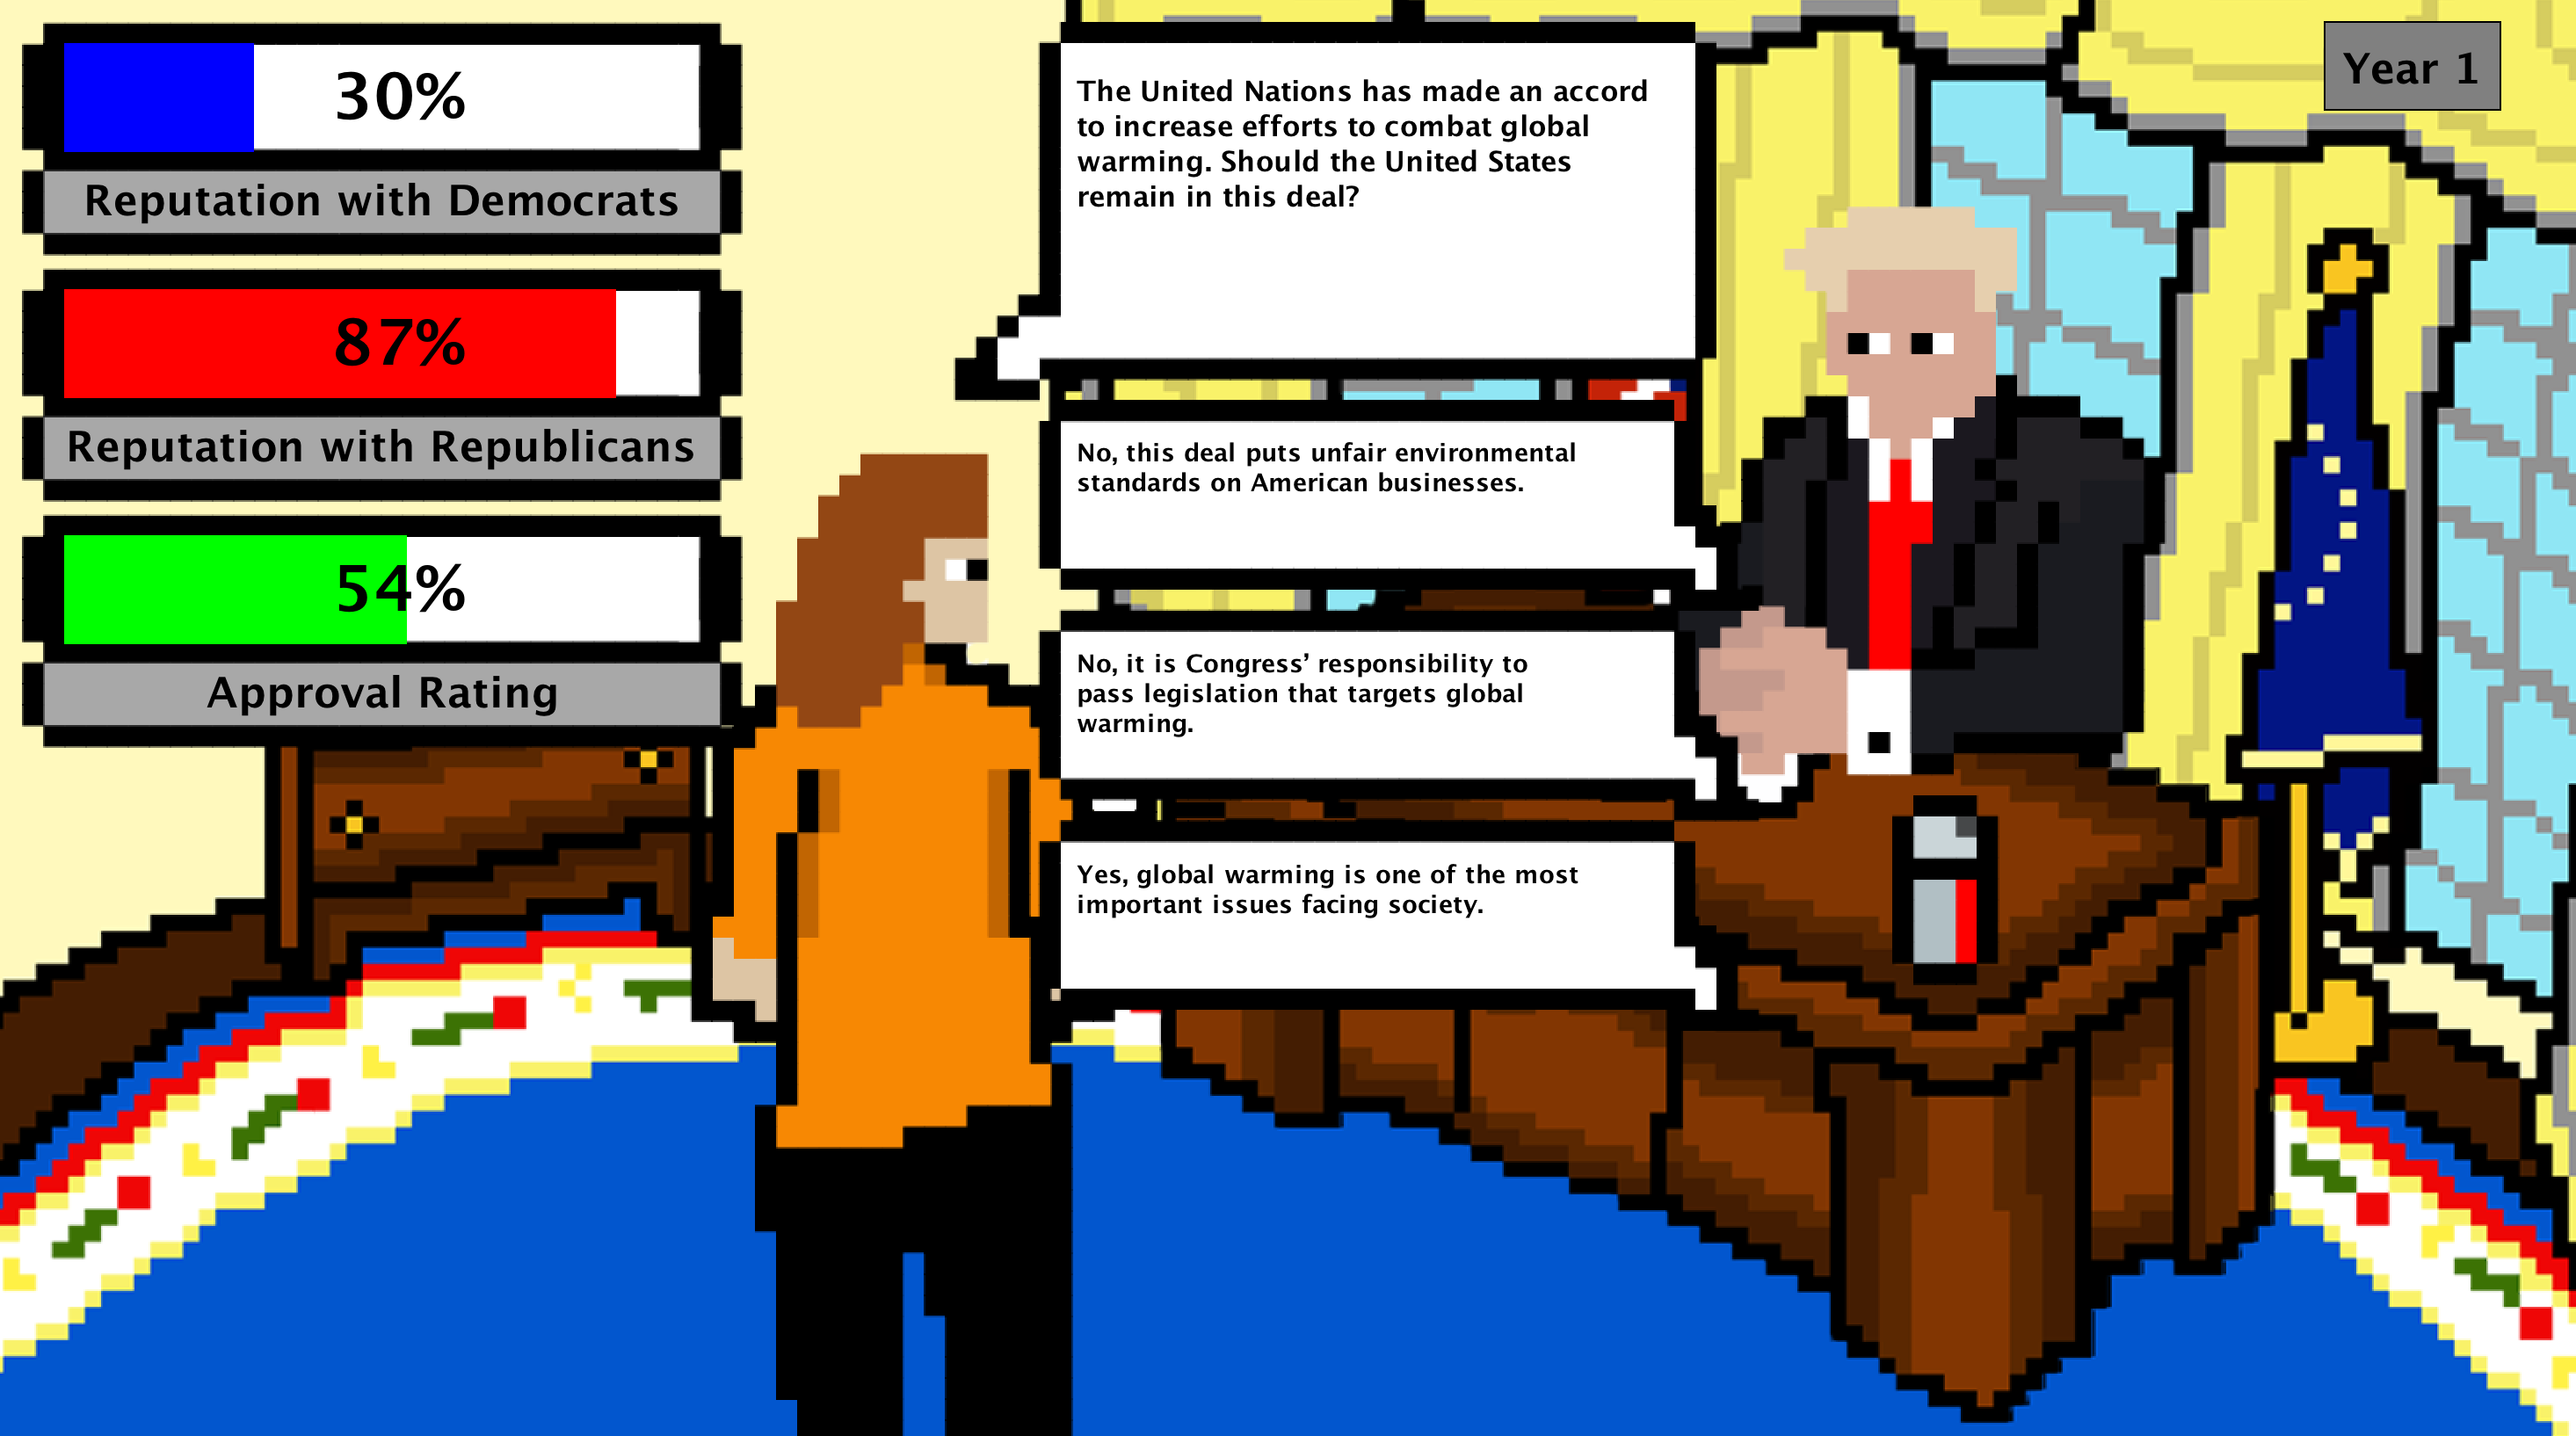 30%
Reputation with Democrats
87%
Reputation with Republicans
54%
Approval Rating
The United Nations has made an accord
to increase efforts to combat global
warming. Should the United States
remain in this deal?
No, this deal puts unfair environmental
standards on American businesses.
No, it is Congress’ responsibility to
pass legislation that targets global
warming.
Yes, global warming is one of the most
important issues facing society.
Year 1